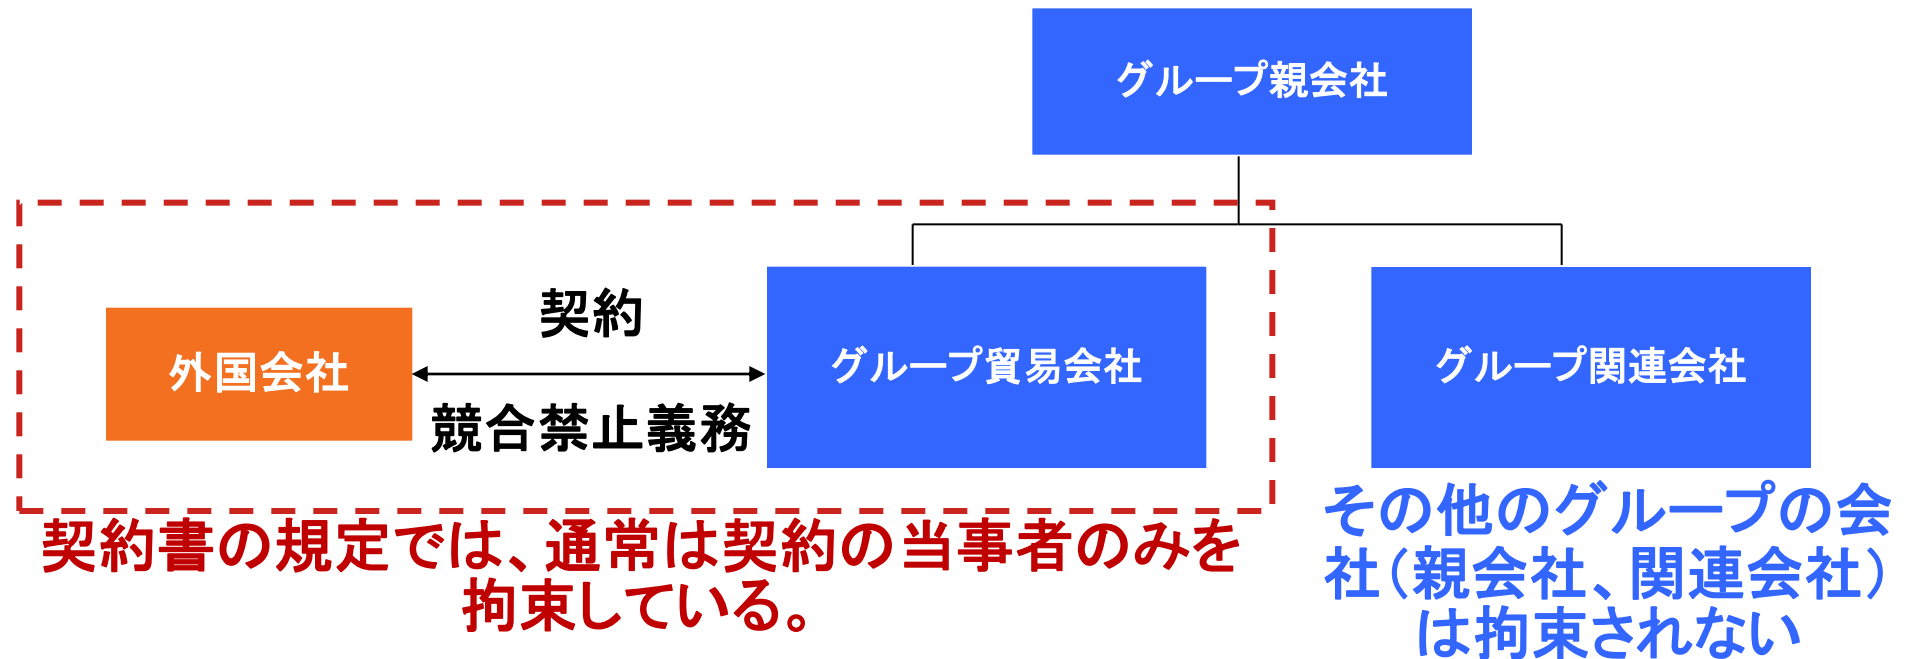 グループ親会社
契約
外国会社
グループ貿易会社
グループ関連会社
競合禁止義務
契約書の規定では、通常は契約の当事者のみを
拘束している。
その他のグループの会
社（親会社、関連会社）
は拘束されない